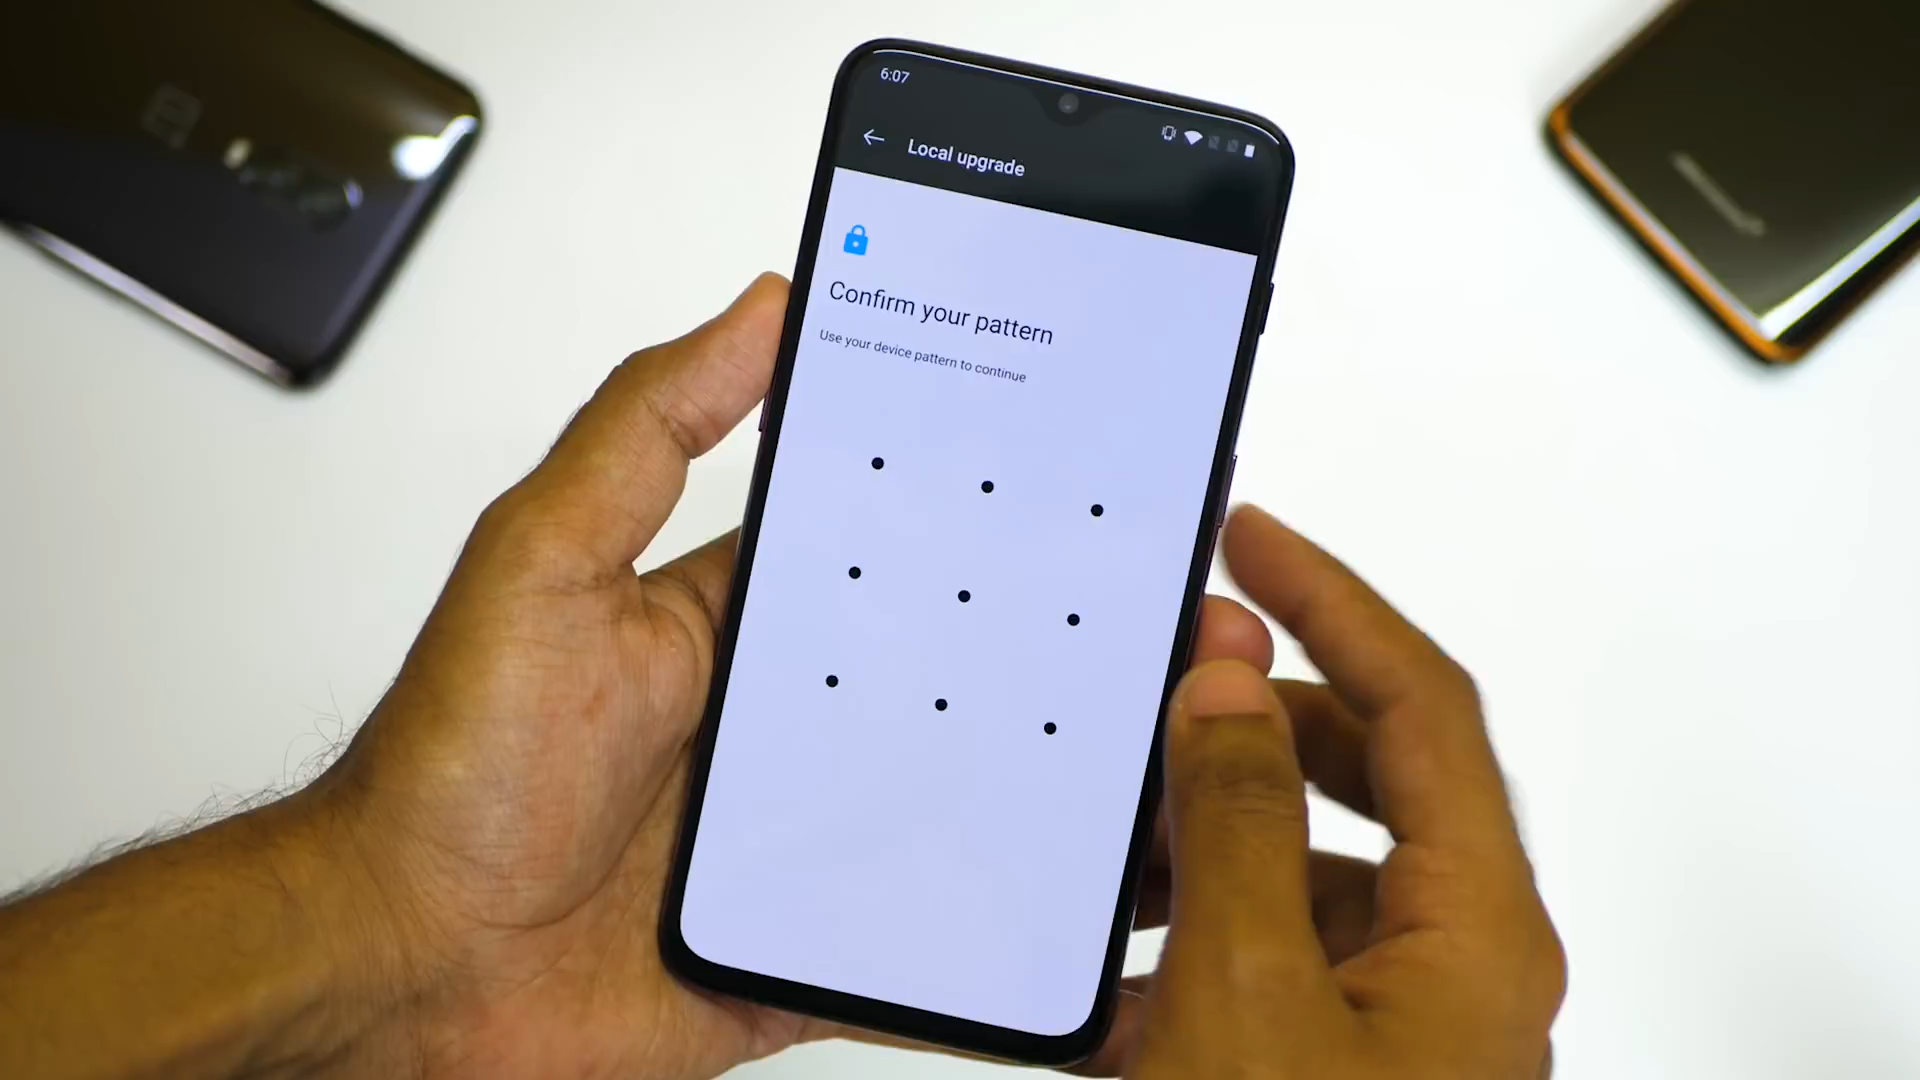 6:07
Local upgrade
Confirm your pattern
Use your device pattern to continue